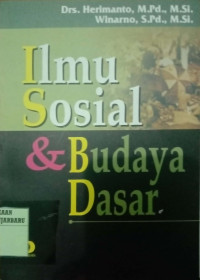 Drs. Herimanto, M.Pd., M.Si.
Winarno, S.Pd., M.Si.
Ilmu
Sosial
& Budaya
Dasar